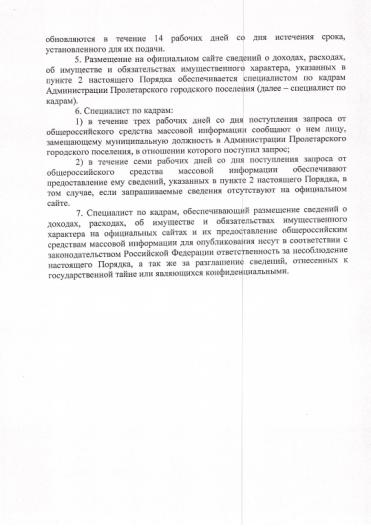 обновляются в течение 14 рабочих дней со дня истечения срока,
установленного для их подачи.
5. Размещение на официальном сайте сведений о доходах, расходах,
об имуществе и обязательствах имущественного характера, указанных в
пункте 2 настоящего Порядка обеспечивается специалистом по кадрам
Администрации Пролетарского городского поселения (далее – специалист по
кадрам).
6. Специалист по кадрам:
1) в течение трех рабочих дней со дня поступления запроса от
общероссийского средства массовой информации сообщают о нем лицу,
замещающему муниципальную должность в Администрации Пролетарского
городского поселения, в отношении которого поступил запрос;
2) в течение семи рабочих дней со дня поступления запроса от
общероссийского средства массовой информации обеспечивают
предоставление ему сведений, указанных в пункте 2 настоящего Порядка, в
том случае, если запрашиваемые сведения отсутствуют на официальном
сайте.
7. Специалист по кадрам, обеспечивающий размещение сведений о
доходах, расходах, об имуществе и обязательствах имущественного
характера на официальных сайтах и их предоставление общероссийским
средствам массовой информации для опубликования несут в соответствии с
законодательством Российской Федерации ответственность за несоблюдение
настоящего Порядка, а так же за разглашение сведений, отнесенных к
государственной тайне или являющихся конфиденциальными.